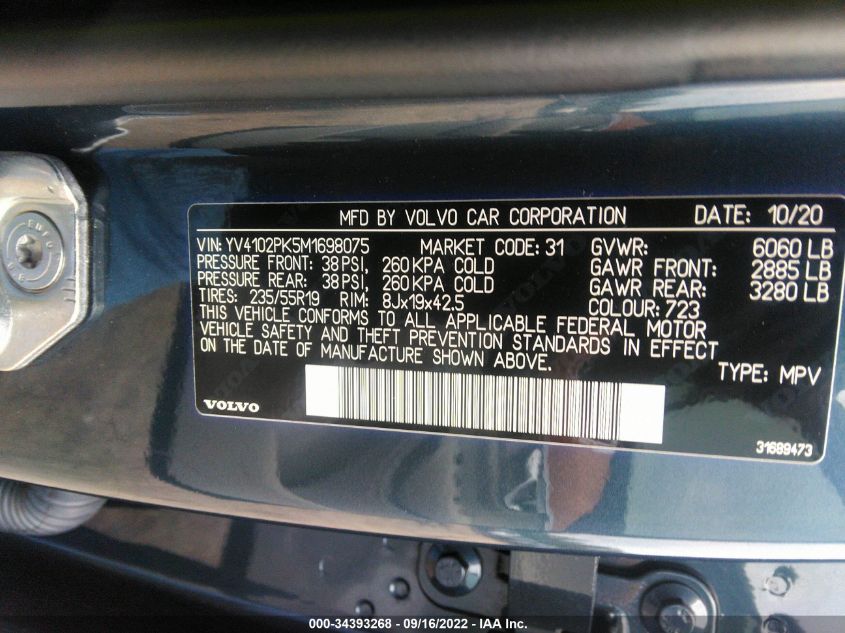 MFD BY VOLVO CAR CORPORATION DATE: 10/20
VIN: YV4102PK5M1698075 MARKET CODE: 31 GVWR: 6060 LB
PRESSURE FRONT: 38 PSI, 260 KPA COLD GAWR FRONT: 2885 LB
PRESSURE REAR: 38 PSI, 260 KPA COLD GAWR REAR: 3280 LB
TIRES: 235/55R19 RIM: 8Jx19x42.5 COLOUR: 723
THIS VEHICLE CONFORMS TO ALL APPLICABLE FEDERAL MOTOR
VEHICLE SAFETY AND THEFT PREVENTION STANDARDS IN EFFECT
ON THE DATE OF MANUFACTURE SHOWN ABOVE.
TYPE: MPV
VOLVO
31689473
000-34393268 - 09/16/2022 - IAA Inc.